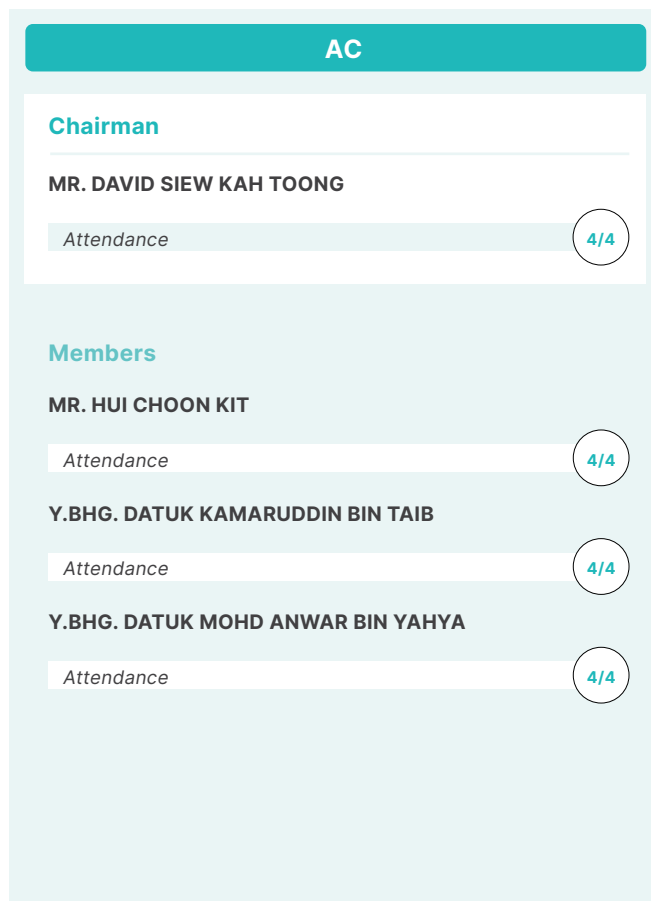 AC
Chairman
MR. DAVID SIEW KAH TOONG
Attendance 4/4
Members
MR. HUI CHOON KIT
Attendance 4/4
Y.BHG. DATUK KAMARUDDIN BIN TAIB
Attendance 4/4
Y.BHG. DATUK MOHD ANWAR BIN YAHYA
Attendance 4/4